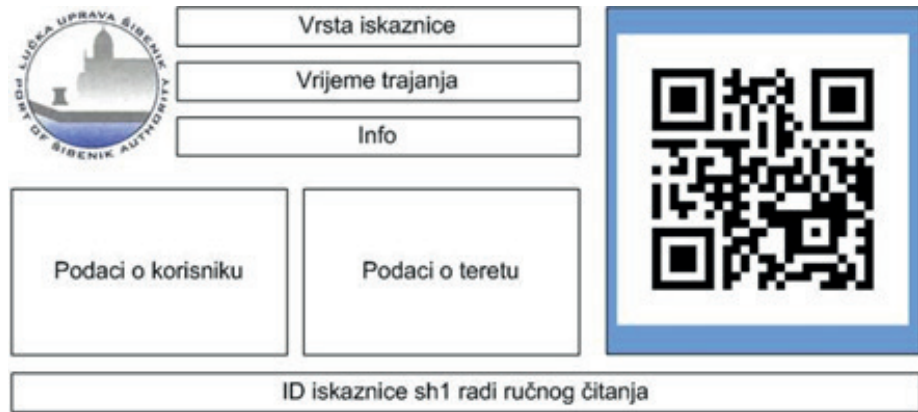 LUČKA UPRAVA ŠIBENIK
PORT OF ŠIBENIK AUTHORITY
Vrsta iskaznice
Vrijeme trajanja
Info
Podaci o korisniku
Podaci o teretu
ID iskaznice sh1 radi ručnog čitanja